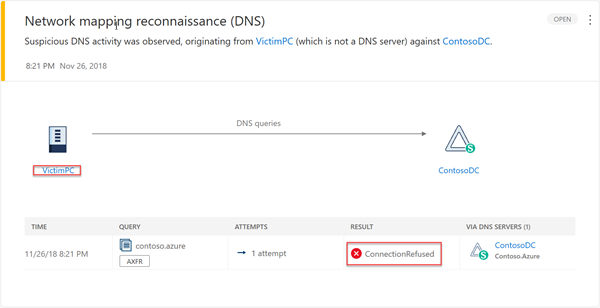 Network mapping reconnaissance (DNS)
OPEN
Suspicious DNS activity was observed, originating from VictimPC (which is not a DNS server) against ContosoDC.
8:21 PM Nov 26, 2018
DNS queries
S
VictimPC
ContosoDC
TIME QUERY ATTEMPTS RESULT VIA DNS SERVERS (1)
11/26/18 8:21 PM contoso.azure AXFR → 1 attempt ConnectionRefused S ContosoDC Contoso.Azure